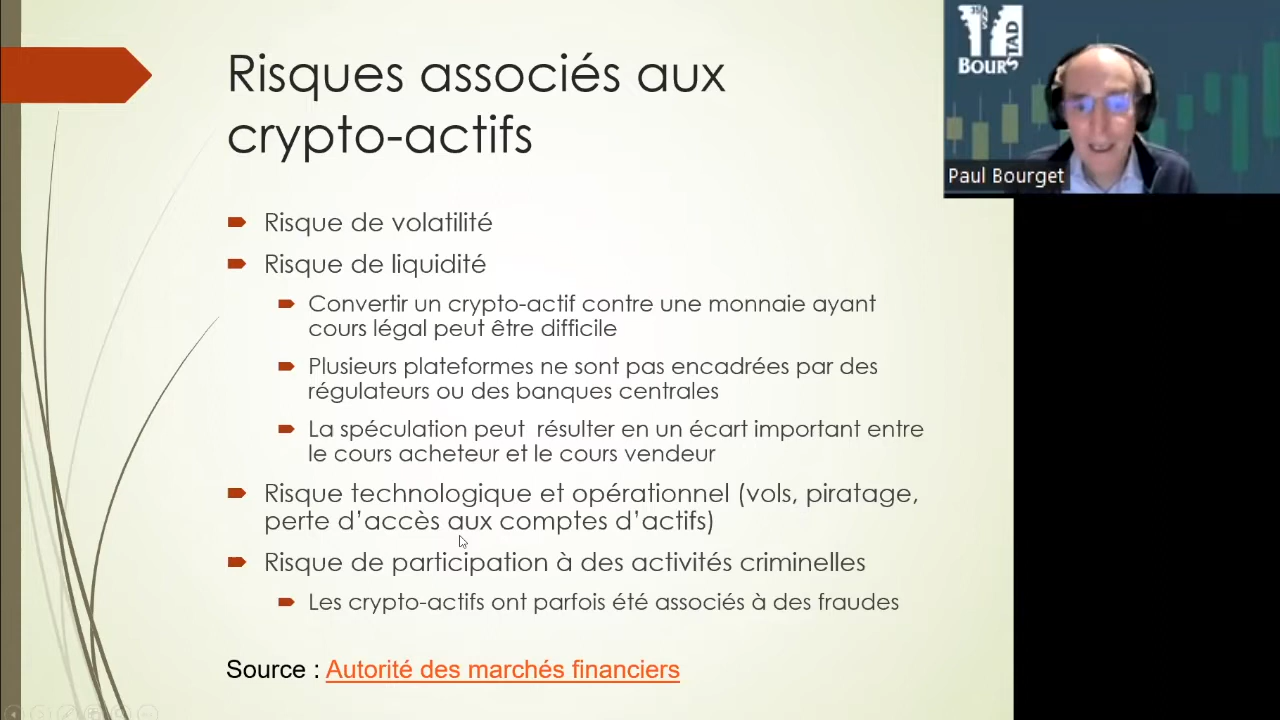 Risques associés aux
crypto-actifs
Risque de volatilité
Risque de liquidité
Convertir un crypto-actif contre une monnaie ayant
cours légal peut être difficile
Plusieurs plateformes ne sont pas encadrées par des
régulateurs ou des banques centrales
La spéculation peut  résulter en un écart important entre
le cours acheteur et le cours vendeur
Risque technologique et opérationnel (vols, piratage,
perte d'accès aux comptes d'actifs)
Risque de participation à des activités criminelles
Les crypto-actifs ont parfois été associés à des fraudes
Source : Autorité des marchés financiers
35 ANS
BOURSTAD
Paul Bourget